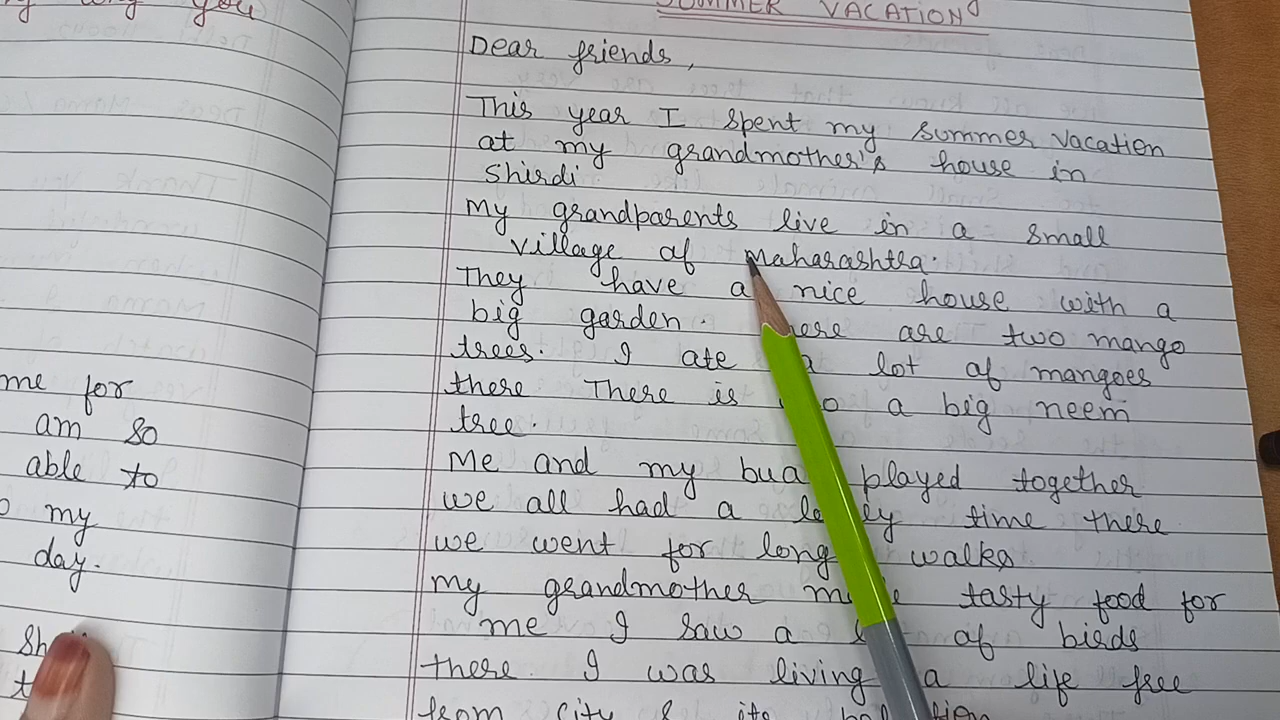 you
me for
am so
able to
my
day.
SUMMER VACATION
Dear friends,
This year I spent my summer vacation
at my grandmother's house in
Shirdi.
My grandparents live in a small
village of Maharashtra.
They have a nice house with a
big garden. are two mango
trees. I ate a lot of mangoes
there There is a big neem
tree.
Me and my bua played together
we all had a time there
we went for long walks
My grandmother tasty food for
me I saw a of birds
there. I was living a life free
from city & its